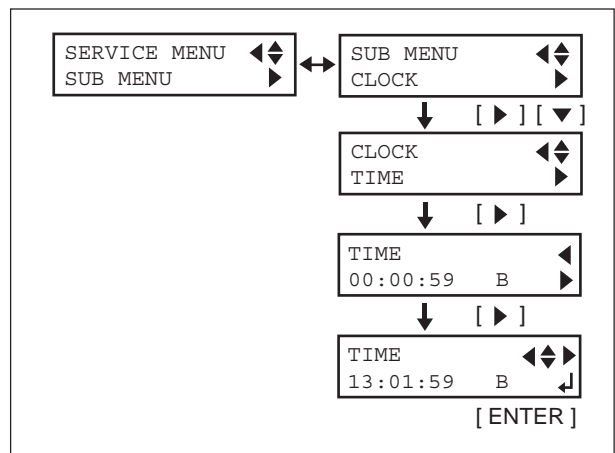 SERVICE MENU
SUB MENU
SUB MENU
CLOCK
[ ▶ ] [ ▼ ]
CLOCK
TIME
[ ▶ ]
TIME
00:00:59 B
[ ▶ ]
TIME
13:01:59 B
[ ENTER ]